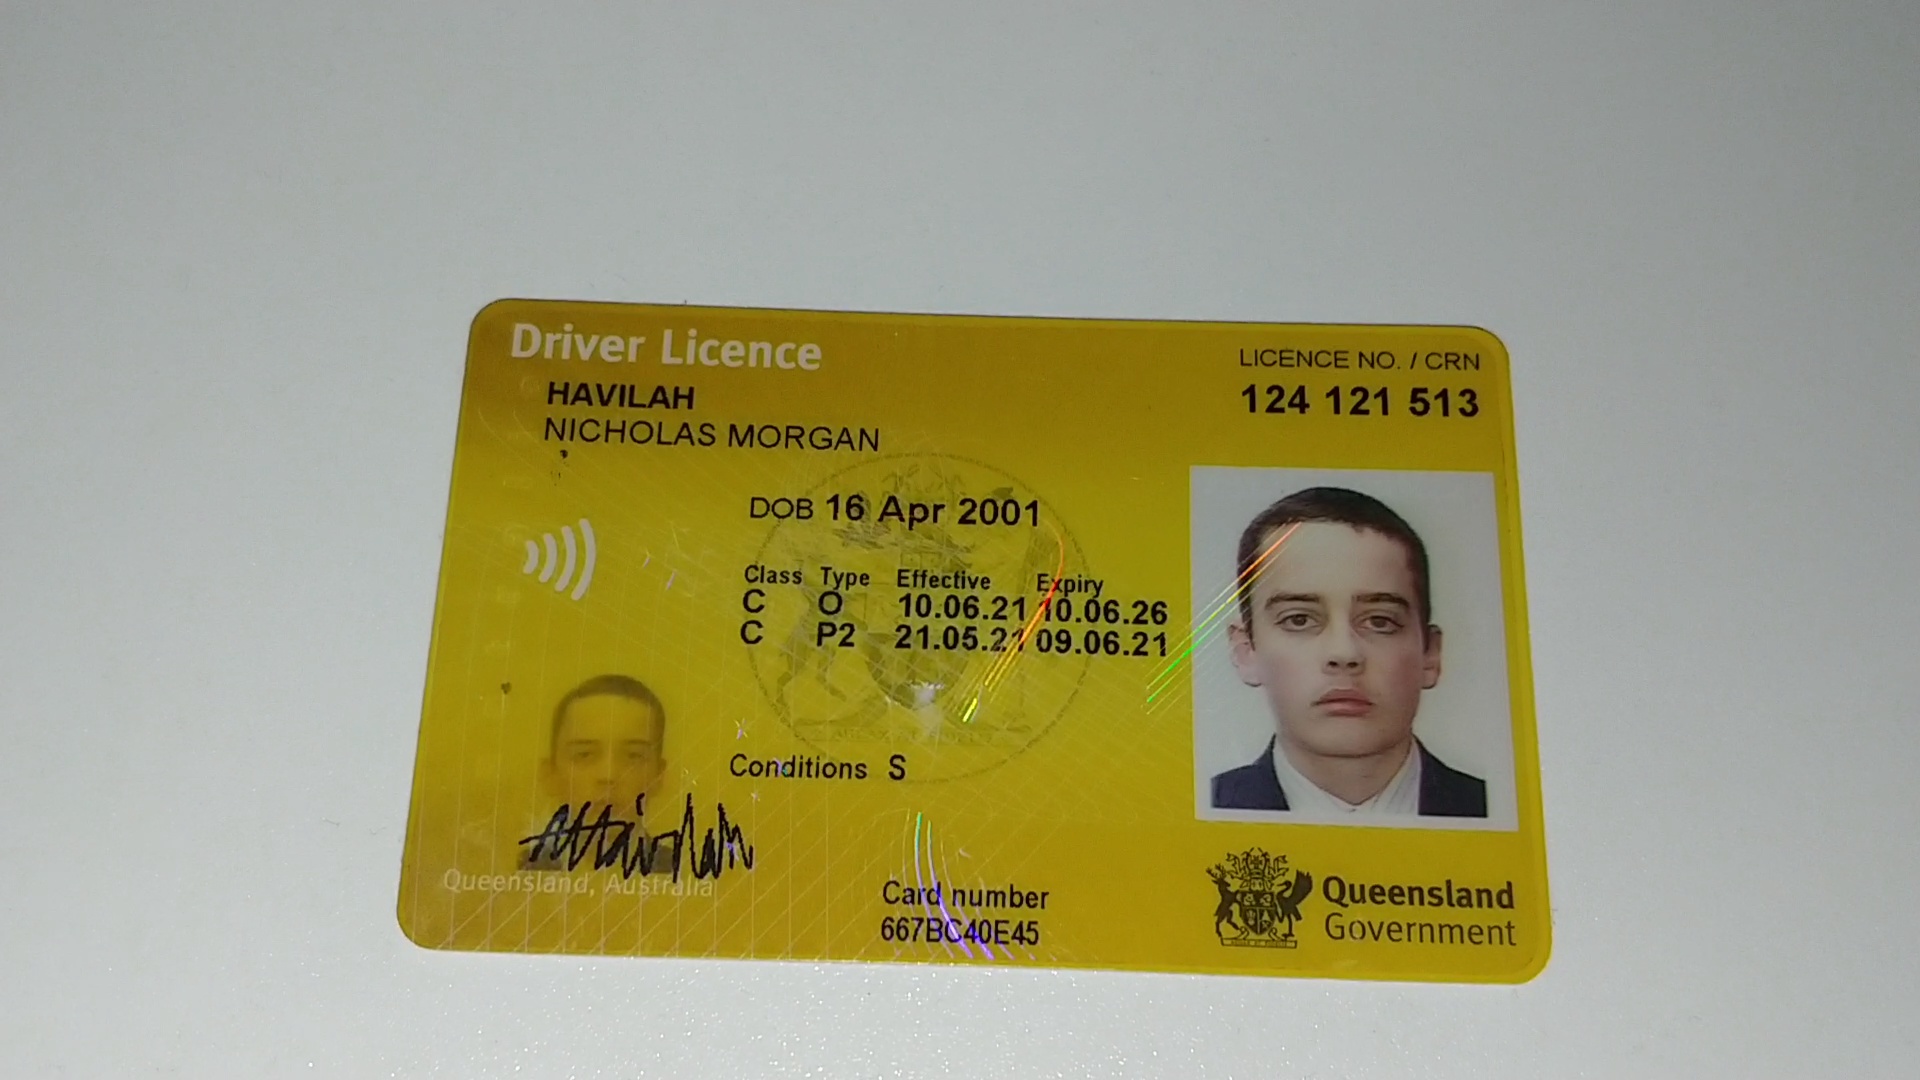 Driver Licence
HAVILAH
NICHOLAS MORGAN
LICENCE NO. / CRN
124 121 513
DOB 16 Apr 2001
Class Type Effective Expiry
C O 10.06.21 10.06.26
C P2 21.05.21 09.06.21
Conditions S
Queensland, Australia
Card number
667BC40E45
Queensland
Government